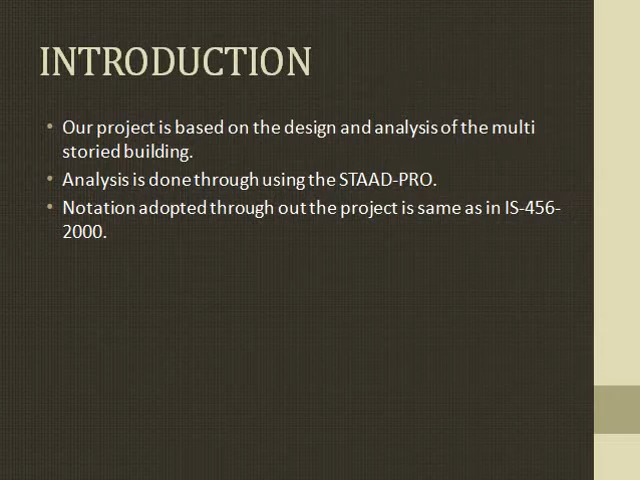 INTRODUCTION
• Our project is based on the design and analysis of the multi
storied building.
• Analysis is done through using the STAAD-PRO.
• Notation adopted through out the project is same as in IS-456-
2000.